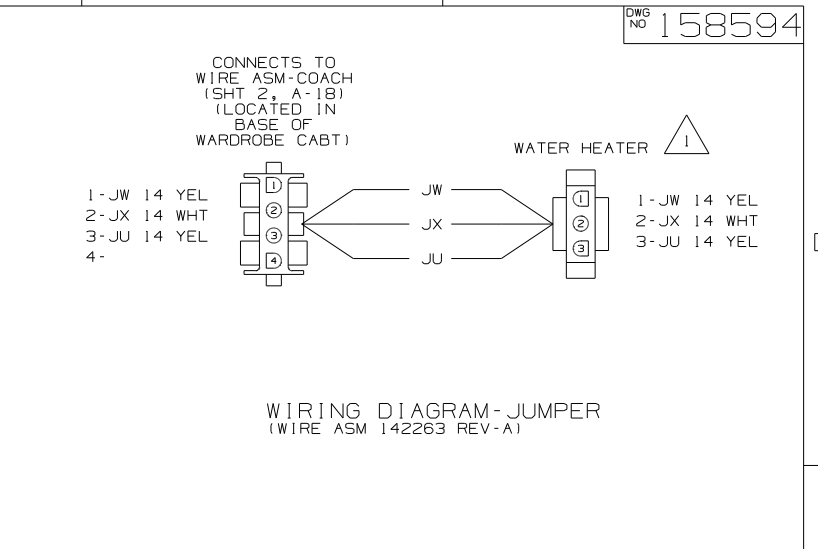 DWG
NO 158594
CONNECTS TO
WIRE ASM-COACH
(SHT 2, A-18)
(LOCATED IN
BASE OF
WARDROBE CABT)
WATER HEATER 1
1-JW 14 YEL
2-JX 14 WHT
3-JU 14 YEL
4-
1
2
3
4
JW
JX
JU
1
2
3
1-JW 14 YEL
2-JX 14 WHT
3-JU 14 YEL
WIRING DIAGRAM-JUMPER
(WIRE ASM 142263 REV-A)